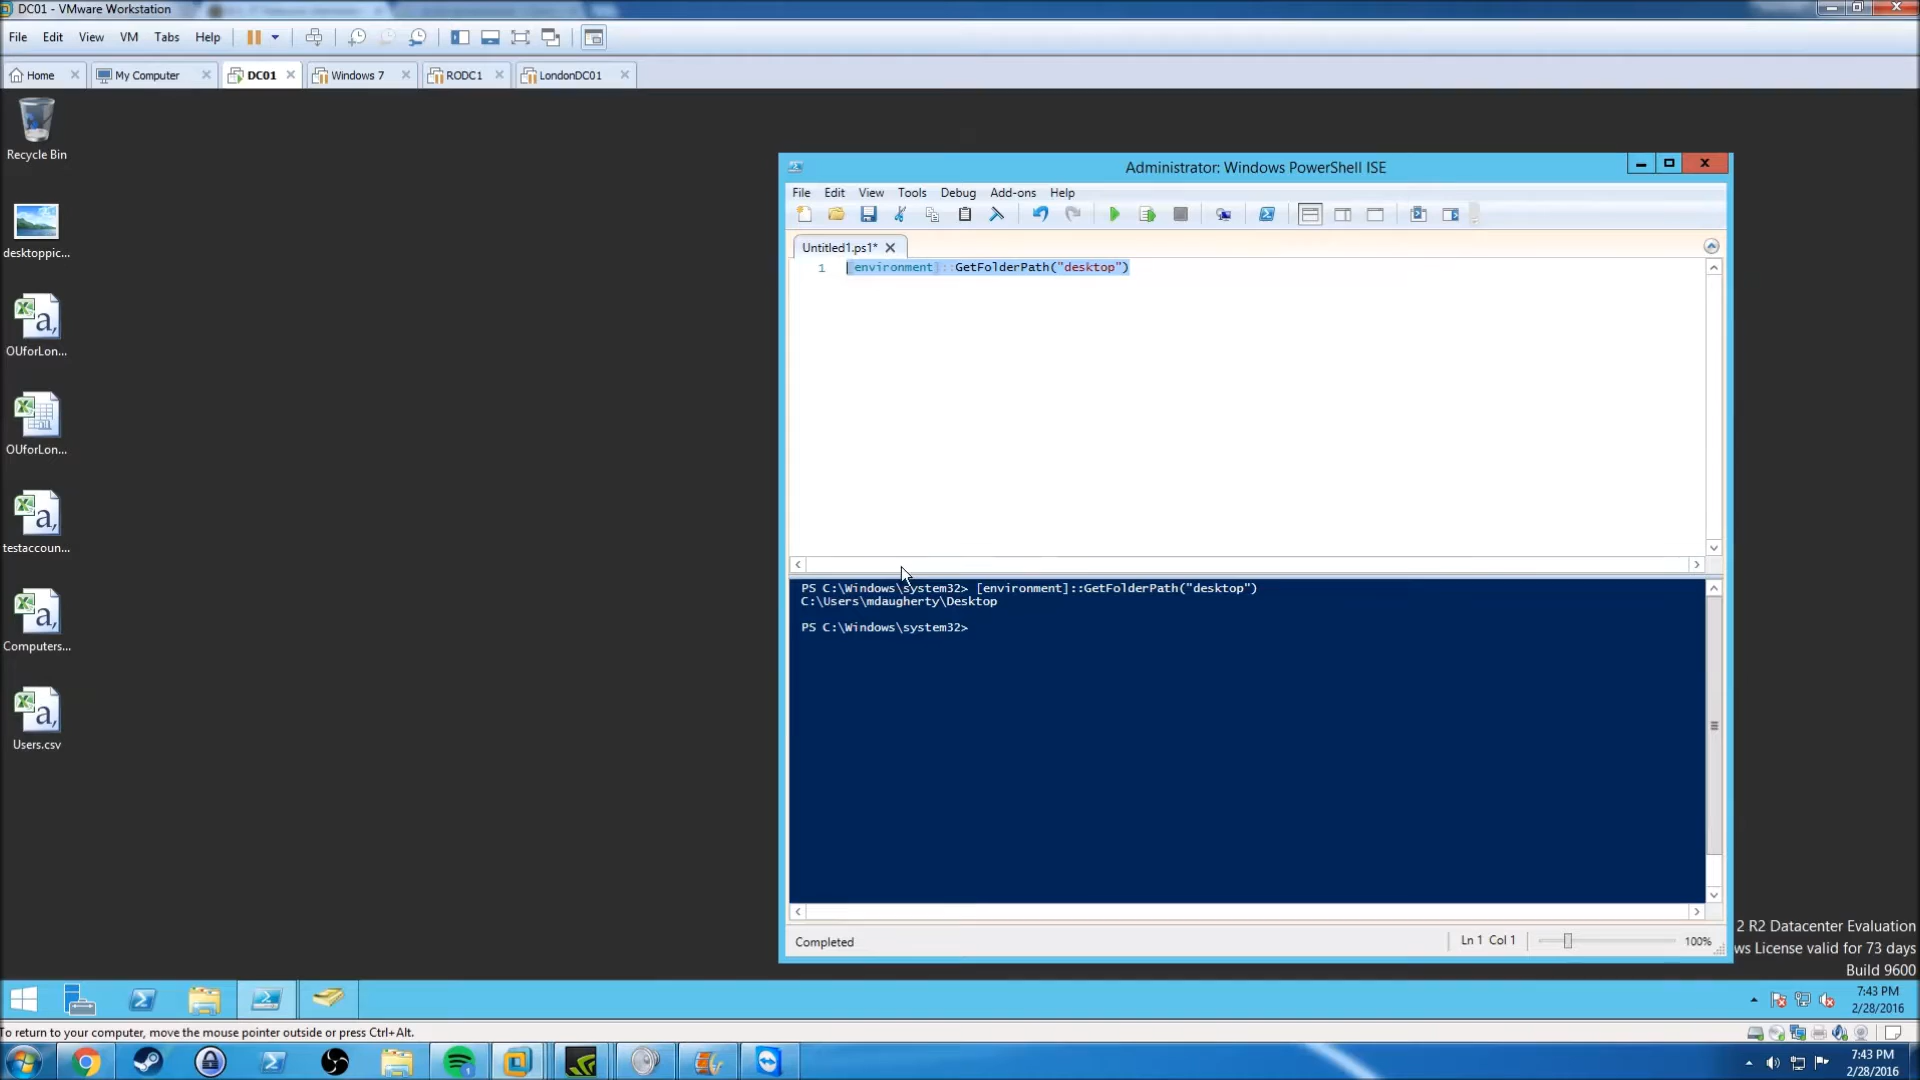 DC01 - VMware Workstation
File Edit View VM Tabs Help
Home My Computer DC01 Windows 7 RODC1 LondonDC01
Recycle Bin
desktoppic...
OUforLon...
OUforLon...
testaccoun...
Computers...
Users.csv
Administrator: Windows PowerShell ISE
File Edit View Tools Debug Add-ons Help
Untitled1.ps1*
1 [environment]::GetFolderPath("desktop")
PS C:\Windows\system32> [environment]::GetFolderPath("desktop")
C:\Users\mdaugherty\Desktop
PS C:\Windows\system32>
Completed
Ln 1 Col 1
100%
2 R2 Datacenter Evaluation
ws License valid for 73 days
Build 9600
7:43 PM
2/28/2016
To return to your computer, move the mouse pointer outside or press Ctrl+Alt.
7:43 PM
2/28/2016